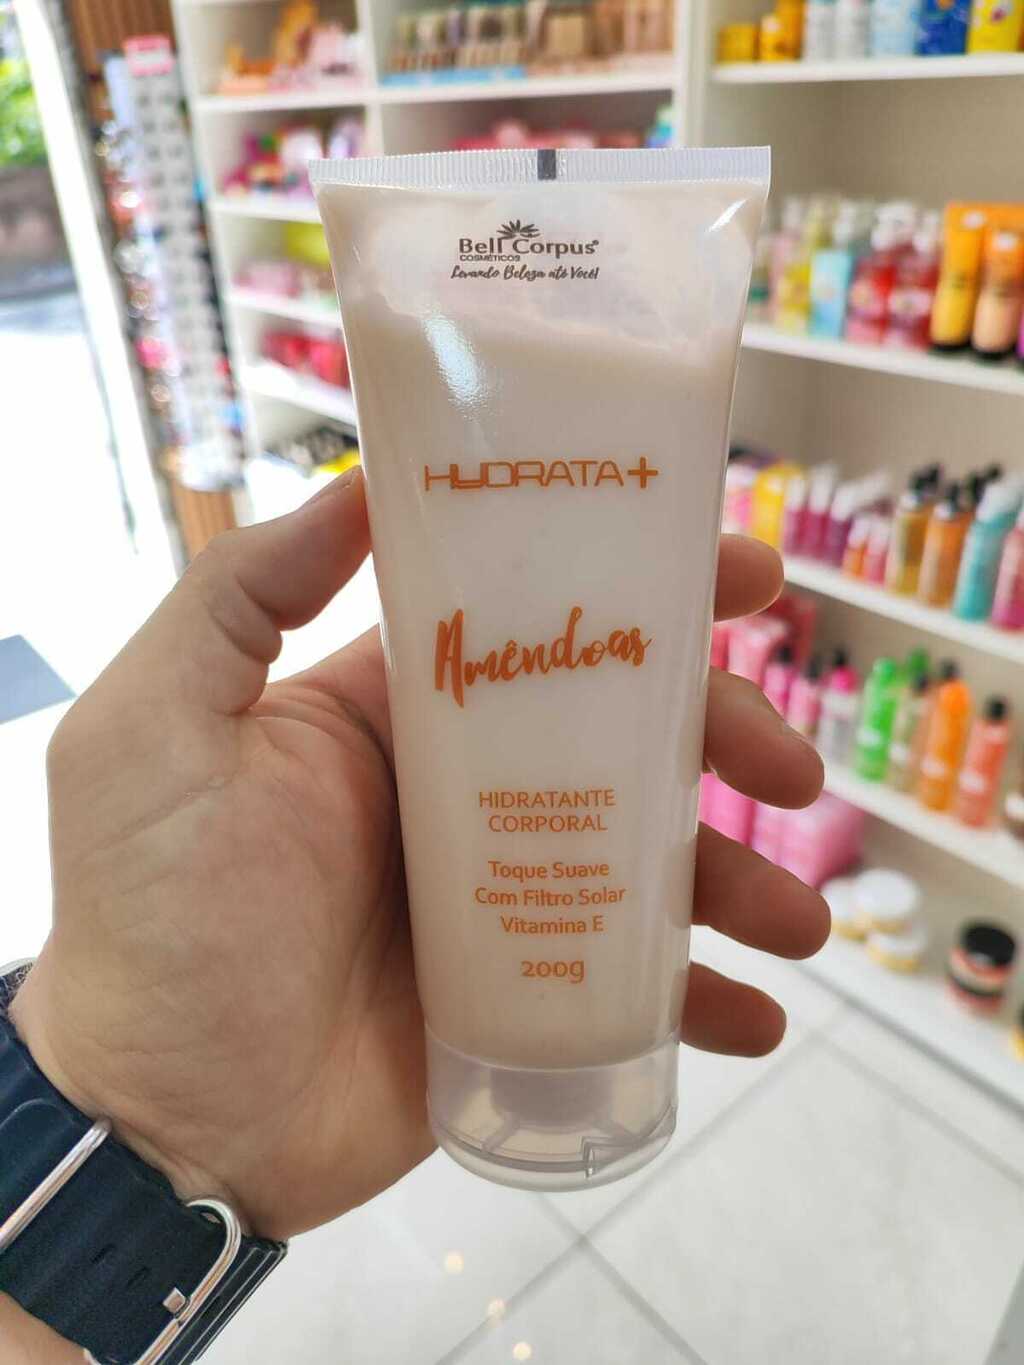 Bell Corpus®
COSMÉTICOS
Levando Beleza até Você!
HYDRATA+
Amêndoas
HIDRATANTE
CORPORAL
Toque Suave
Com Filtro Solar
Vitamina E
200g